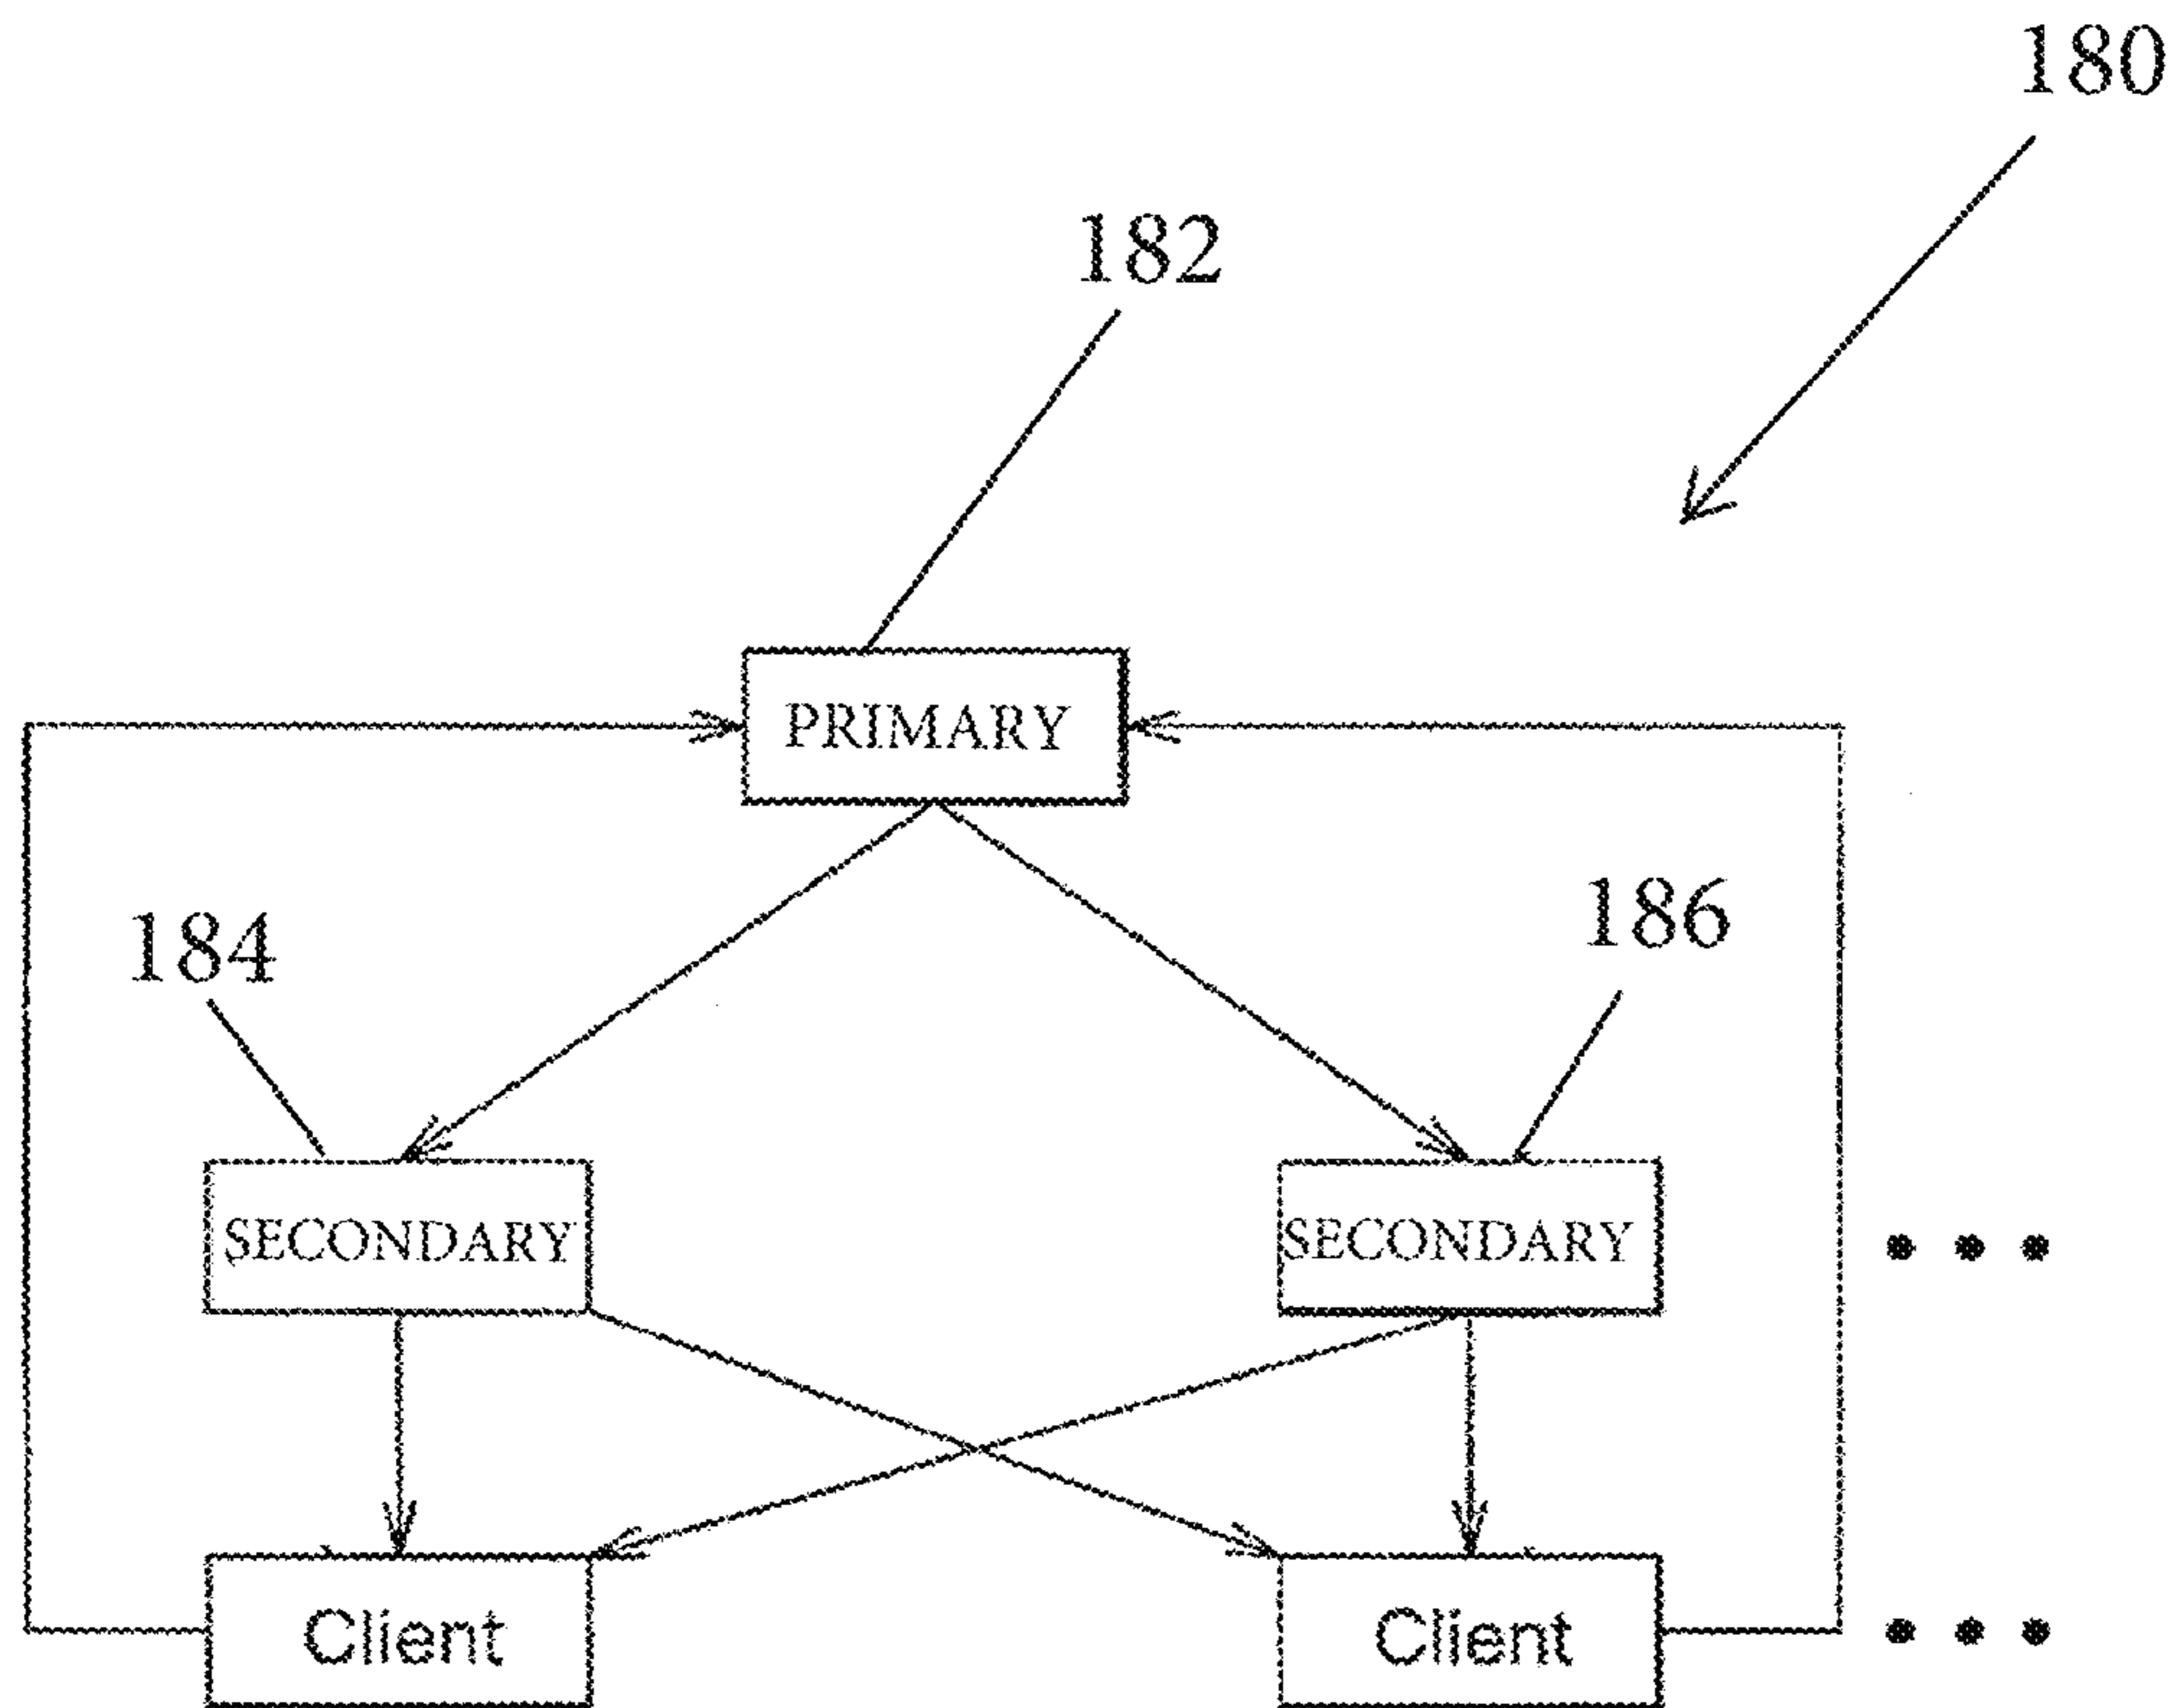 180
182
PRIMARY
184
186
SECONDARY
SECONDARY
Client
Client